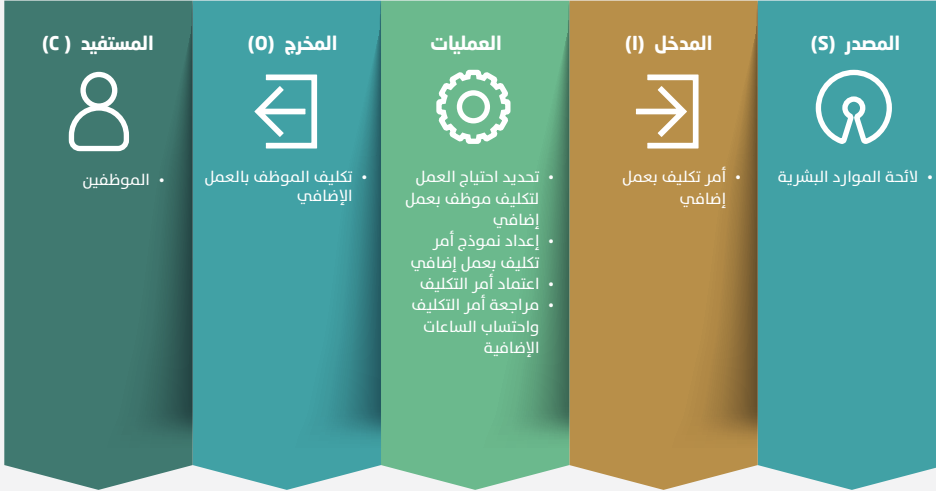 المصدر (S)
• لائحة الموارد البشرية
المدخل (I)
• أمر تكليف بعمل
إضافي
العمليات
• تحديد احتياج العمل
لتكليف موظف بعمل
إضافي
• إعداد نموذج أمر
تكليف بعمل إضافي
• اعتماد أمر التكليف
• مراجعة أمر التكليف
واحتساب الساعات
الإضافية
المخرج (O)
• تكليف الموظف بالعمل
الإضافي
المستفيد ( C)
• الموظفين